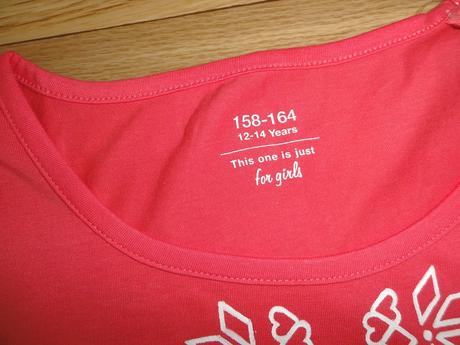 158-164
12-14 Years
This one is just
for girls